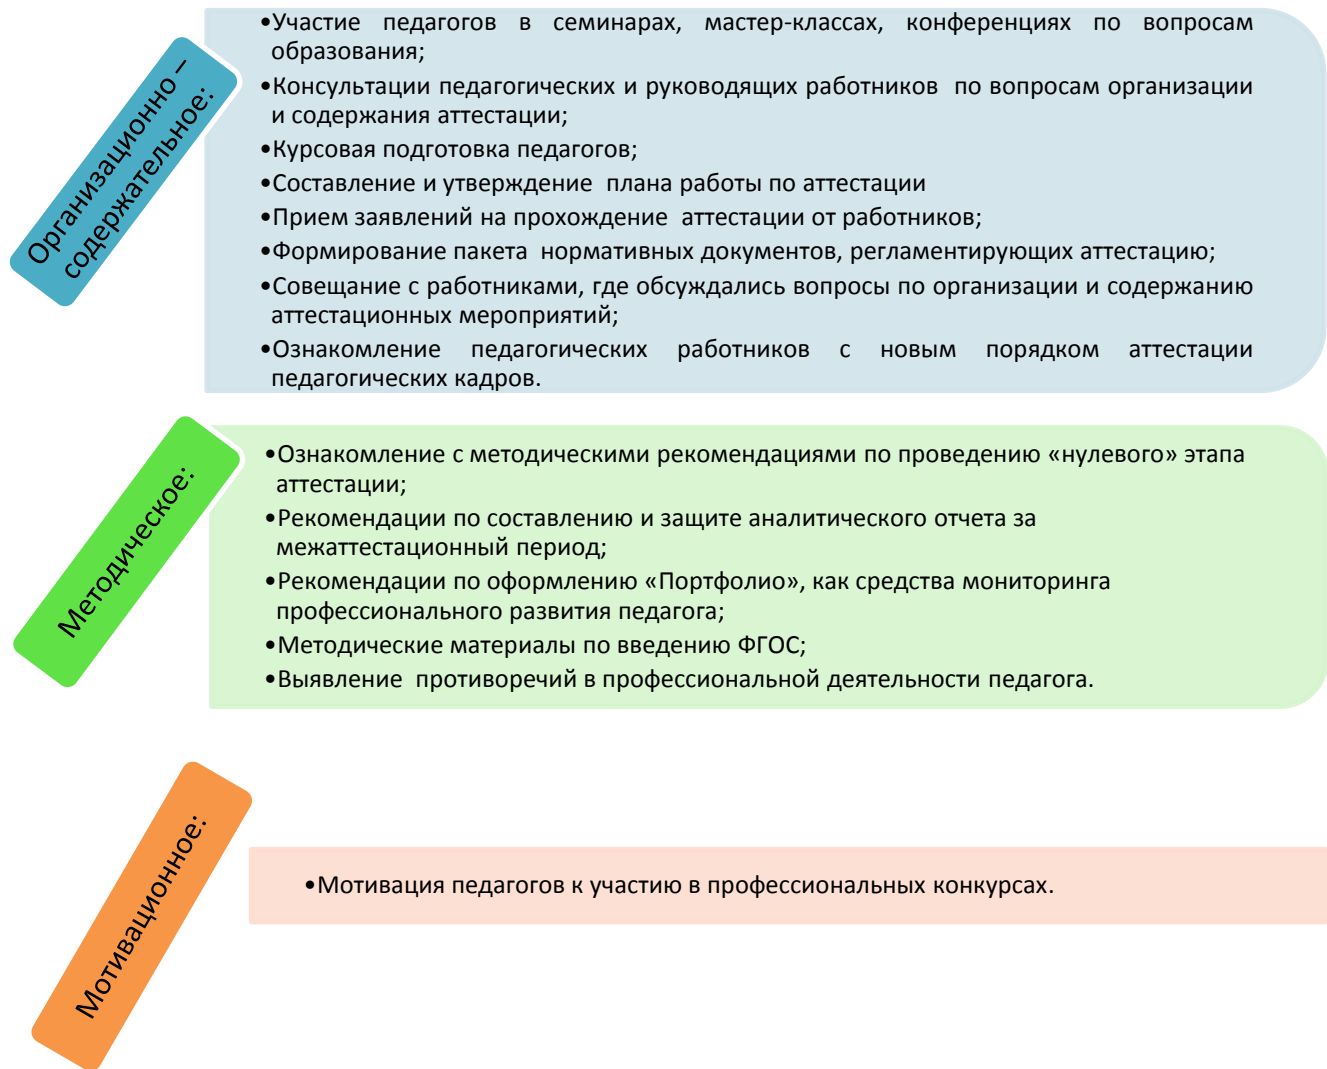 Организационно –
содержательное:
•Участие педагогов в семинарах, мастер-классах, конференциях по вопросам
образования;
•Консультации педагогических и руководящих работников по вопросам организации
и содержания аттестации;
•Курсовая подготовка педагогов;
•Составление и утверждение плана работы по аттестации
•Прием заявлений на прохождение аттестации от работников;
•Формирование пакета нормативных документов, регламентирующих аттестацию;
•Совещание с работниками, где обсуждались вопросы по организации и содержанию
аттестационных мероприятий;
•Ознакомление педагогических работников с новым порядком аттестации
педагогических кадров.
Методическое:
•Ознакомление с методическими рекомендациями по проведению «нулевого» этапа
аттестации;
•Рекомендации по составлению и защите аналитического отчета за
межаттестационный период;
•Рекомендации по оформлению «Портфолио», как средства мониторинга
профессионального развития педагога;
•Методические материалы по введению ФГОС;
•Выявление противоречий в профессиональной деятельности педагога.
Мотивационное:
•Мотивация педагогов к участию в профессиональных конкурсах.